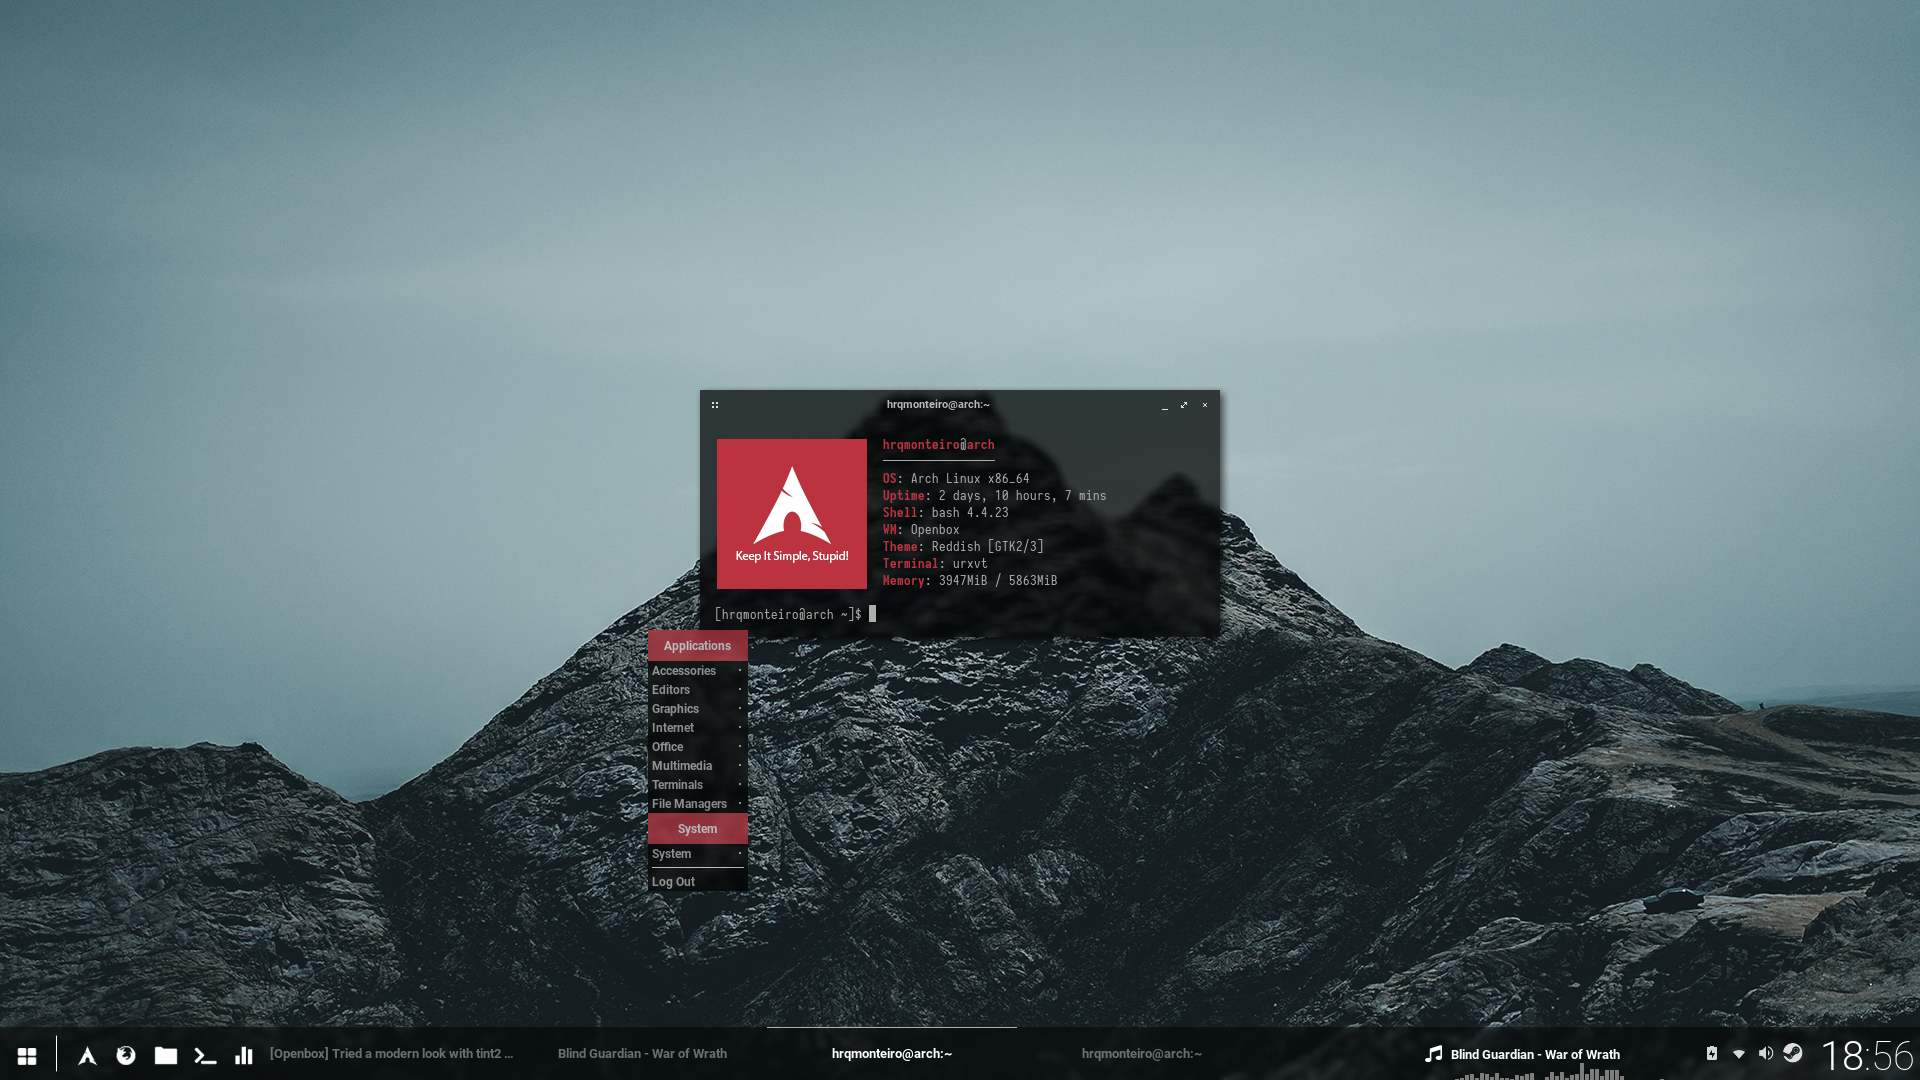 hrqmonteiro@arch:~
Keep It Simple, Stupid!
hrqmonteiro@arch
OS: Arch Linux x86_64
Uptime: 2 days, 10 hours, 7 mins
Shell: bash 4.4.23
WM: Openbox
Theme: Reddish [GTK2/3]
Terminal: urxvt
Memory: 3947MiB / 5863MiB
[hrqmonteiro@arch ~]$
Applications
Accessories
Editors
Graphics
Internet
Office
Multimedia
Terminals
File Managers
System
System
Log Out
[Openbox] Tried a modern look with tint2 ...
Blind Guardian - War of Wrath
hrqmonteiro@arch:~
hrqmonteiro@arch:~
Blind Guardian - War of Wrath
18:56